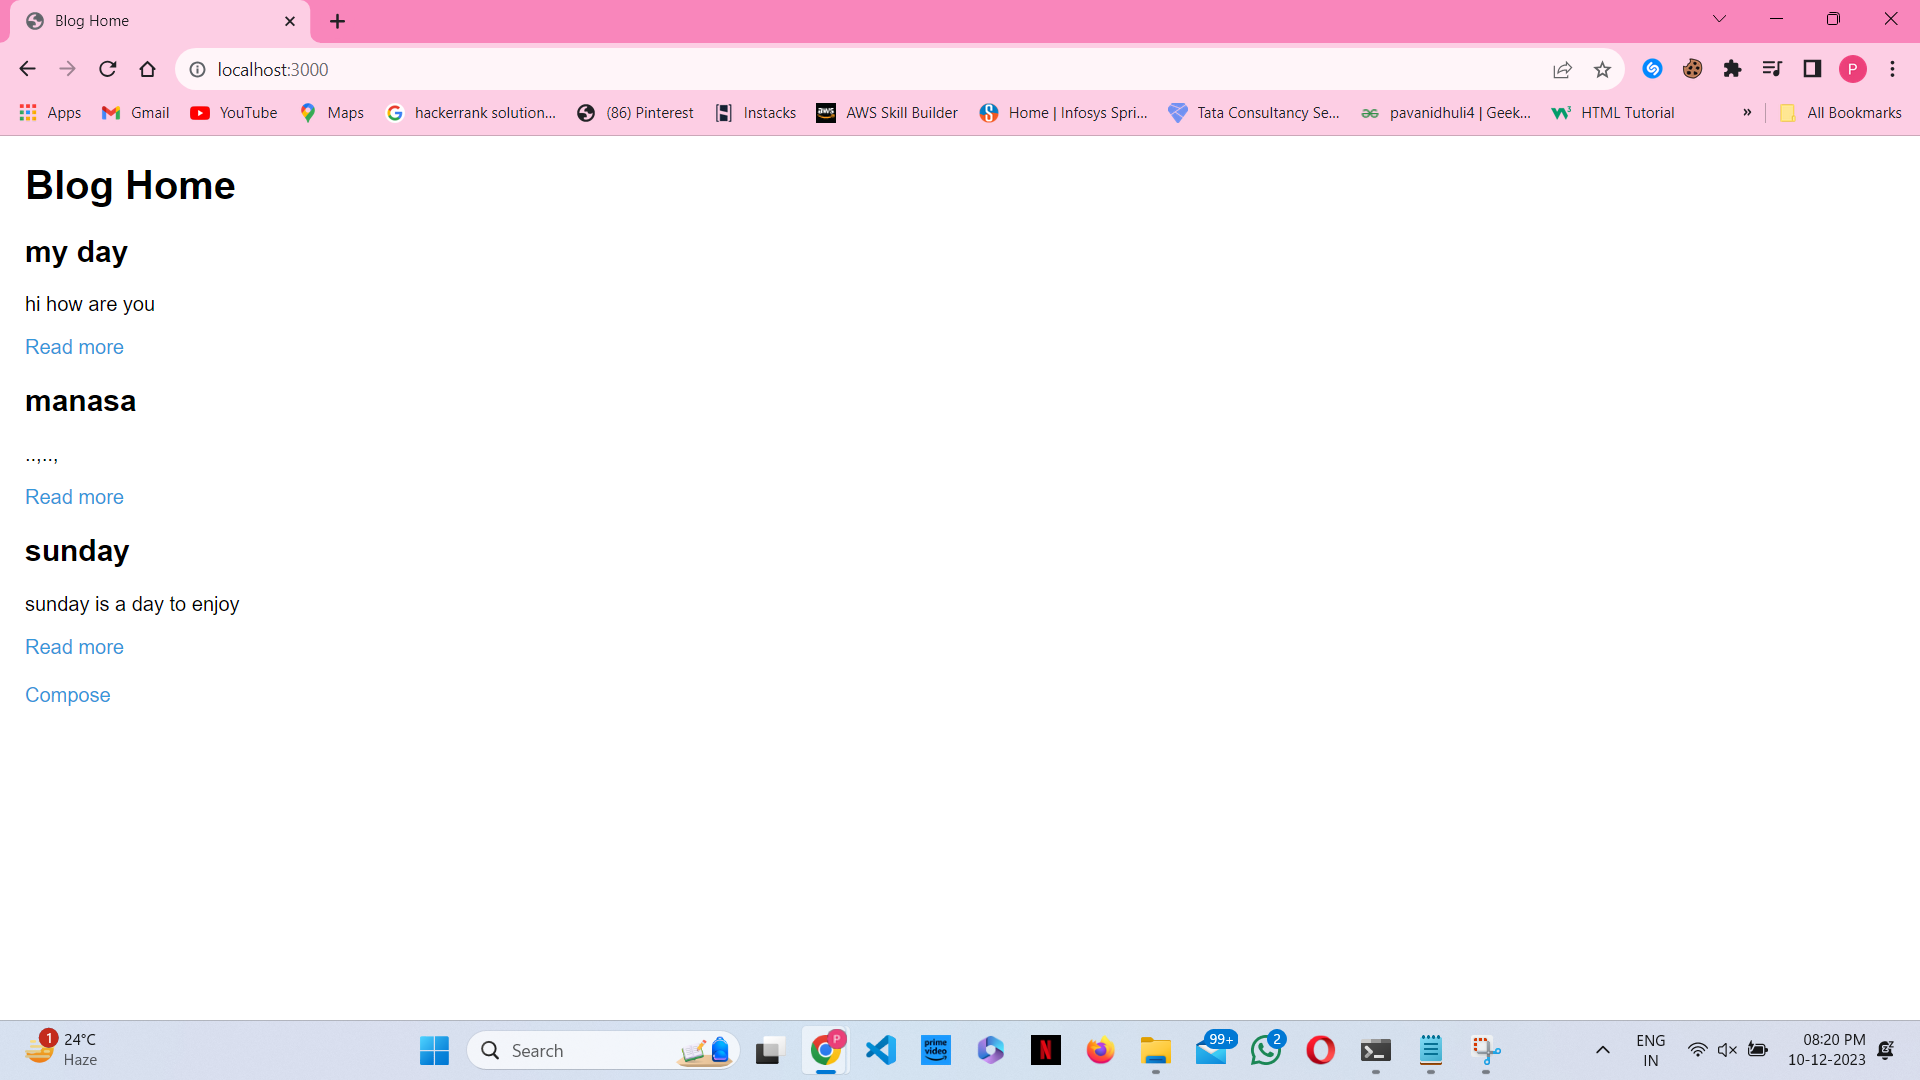 Blog Home
localhost:3000
P
Apps
Gmail
YouTube
Maps
hackerrank solution...
(86) Pinterest
Instacks
aws
AWS Skill Builder
Home | Infosys Spri...
Tata Consultancy Se...
pavanidhuli4 | Geek...
HTML Tutorial
»
All Bookmarks
Blog Home
my day
hi how are you
Read more
manasa
..,..,
Read more
sunday
sunday is a day to enjoy
Read more
Compose
1
24°C
Haze
Search
P
prime video
N
99+
2
ENG
IN
08:20 PM
10-12-2023